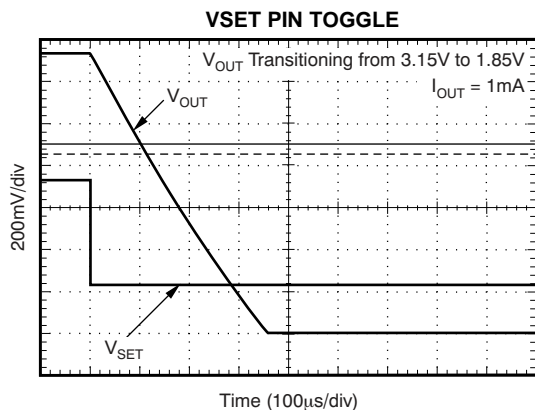 VSET PIN TOGGLE
VOUT Transitioning from 3.15V to 1.85V
IOUT = 1mA
VOUT
200mV/div
VSET
Time (100μs/div)